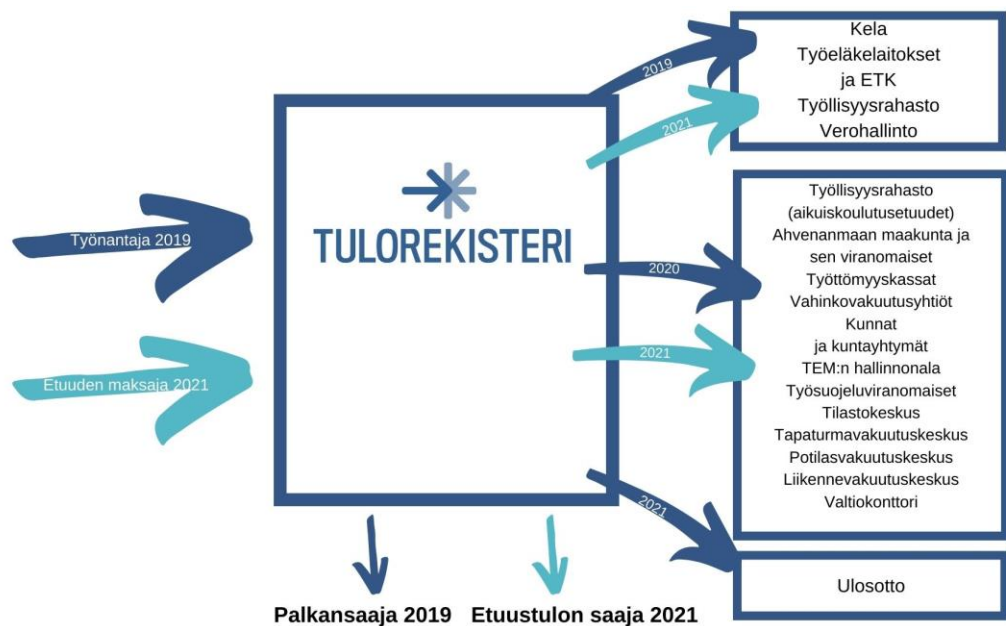 Työnantaja 2019
Etuuden maksaja 2021
TULOREKISTERI
Palkansaaja 2019
Etuustulon saaja 2021
2019
2021
Kela
Työeläkelaitokset
ja ETK
Työllisyysrahasto
Verohallinto
2020
2021
Työllisyysrahasto
(aikuiskoulutusetuudet)
Ahvenanmaan maakunta ja
sen viranomaiset
Työttömyyskassat
Vahinkovakuutusyhtiöt
Kunnat
ja kuntayhtymät
TEM:n hallinnonala
Työsuojeluviranomaiset
Tilastokeskus
Tapaturmavakuutuskeskus
Potilasvakuutuskeskus
Liikennevakuutuskeskus
Valtiokonttori
2021
Ulosotto